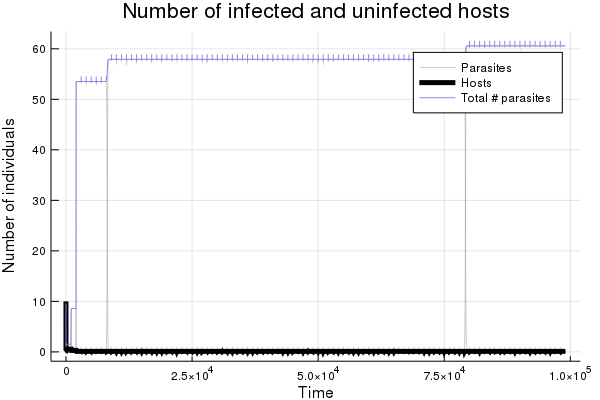 Number of infected and uninfected hosts
Number of individuals
60
50
40
30
20
10
0
Parasites
Hosts
Total # parasites
0
2.5×10⁴
5.0×10⁴
7.5×10⁴
1.0×10⁵
Time